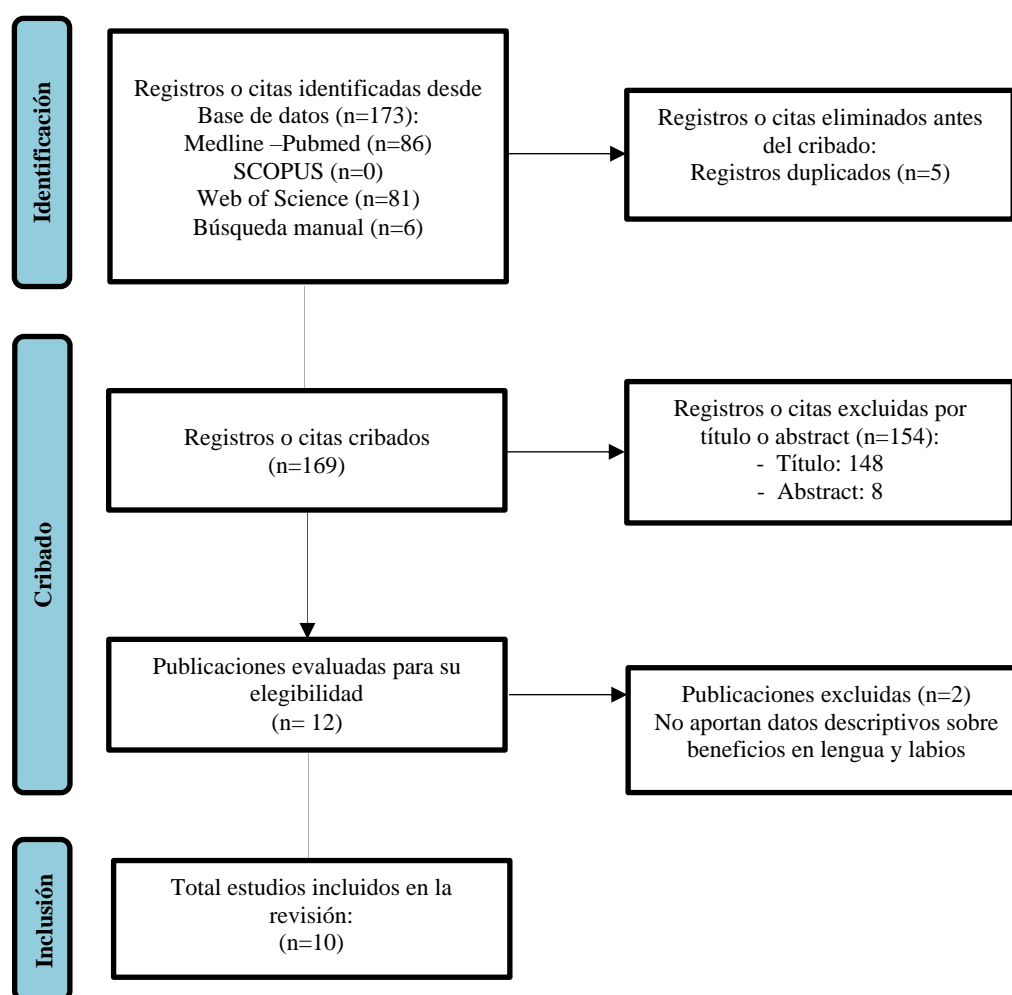 Identificación
Registros o citas identificadas desde
Base de datos (n=173):
Medline –Pubmed (n=86)
SCOPUS (n=0)
Web of Science (n=81)
Búsqueda manual (n=6)
Registros o citas eliminados antes
del cribado:
Registros duplicados (n=5)
Cribado
Registros o citas cribados
(n=169)
Registros o citas excluidas por
título o abstract (n=154):
- Título: 148
- Abstract: 8
Publicaciones evaluadas para su
elegibilidad
(n= 12)
Publicaciones excluidas (n=2)
No aportan datos descriptivos sobre
beneficios en lengua y labios
Inclusión
Total estudios incluidos en la
revisión:
(n=10)